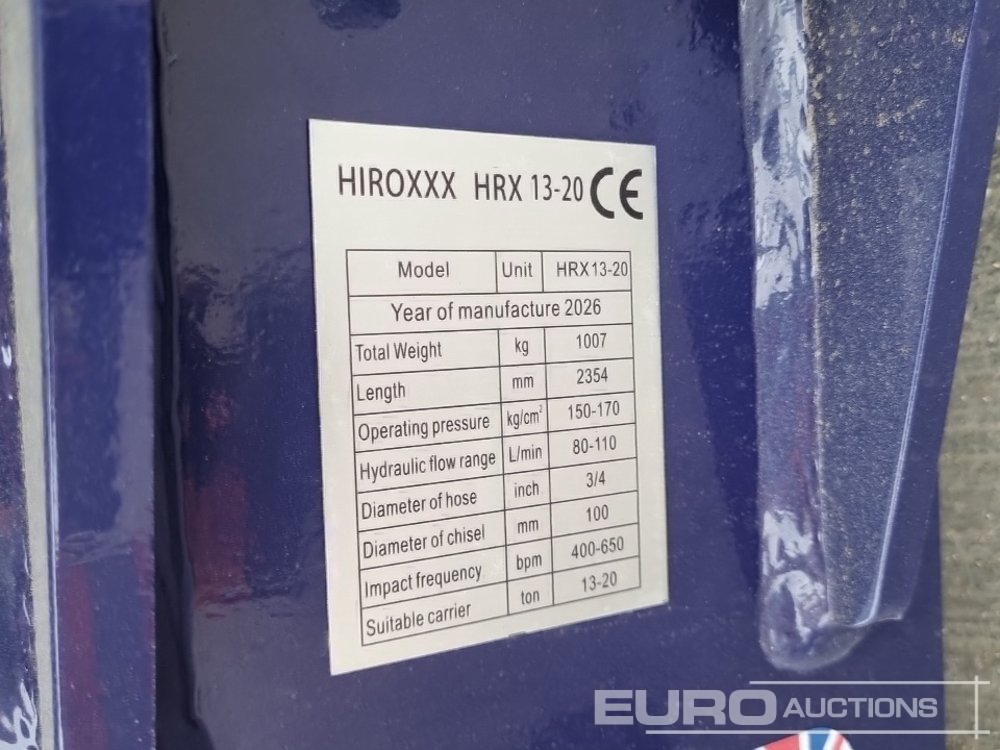 HIROXXX HRX 13-20 CE
Model Unit HRX13-20
Year of manufacture 2026
Total Weight kg 1007
Length mm 2354
Operating pressure kg/cm² 150-170
Hydraulic flow range L/min 80-110
Diameter of hose inch 3/4
Diameter of chisel mm 100
Impact frequency bpm 400-650
Suitable carrier ton 13-20
EURO AUCTIONS